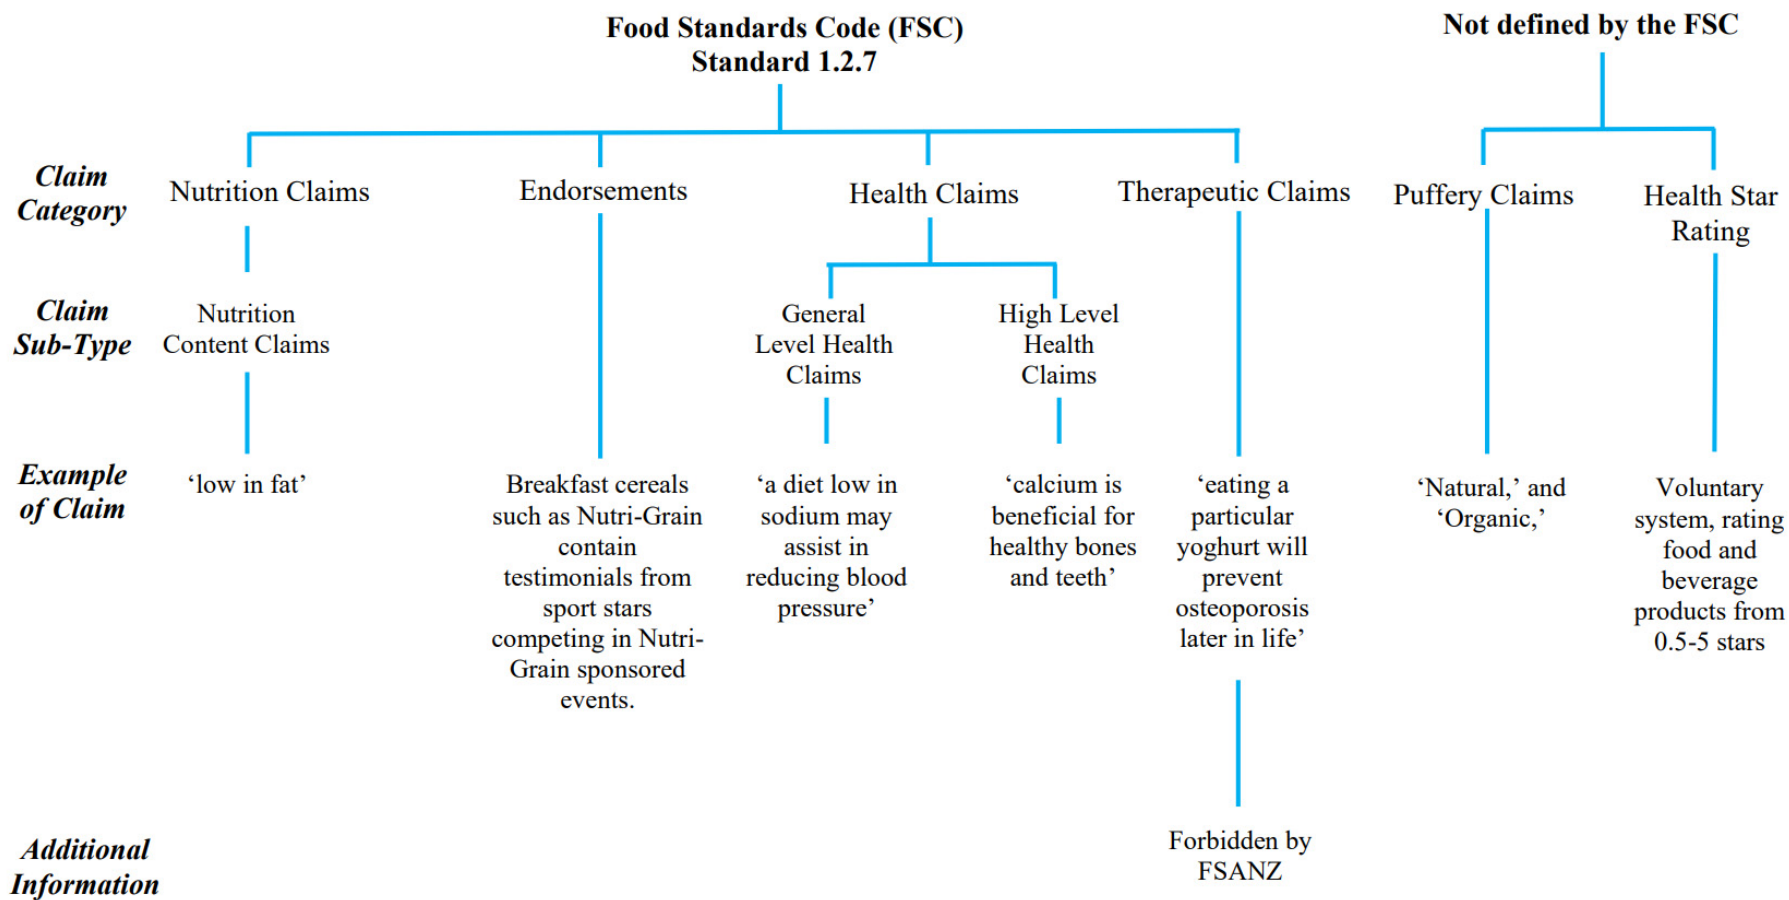 Food Standards Code (FSC)
Standard 1.2.7
Not defined by the FSC
Claim
Category
Nutrition Claims
Endorsements
Health Claims
Therapeutic Claims
Puffery Claims
Health Star
Rating
Claim
Sub-Type
Nutrition
Content Claims
General
Level Health
Claims
High Level
Health
Claims
Example
of Claim
‘low in fat’
Breakfast cereals
such as Nutri-Grain
contain
testimonials from
sport stars
competing in Nutri-
Grain sponsored
events.
‘a diet low in
sodium may
assist in
reducing blood
pressure’
‘calcium is
beneficial for
healthy bones
and teeth’
‘eating a
particular
yoghurt will
prevent
osteoporosis
later in life’
‘Natural,’ and
‘Organic,’
Voluntary
system, rating
food and
beverage
products from
0.5-5 stars
Additional
Information
Forbidden by
FSANZ